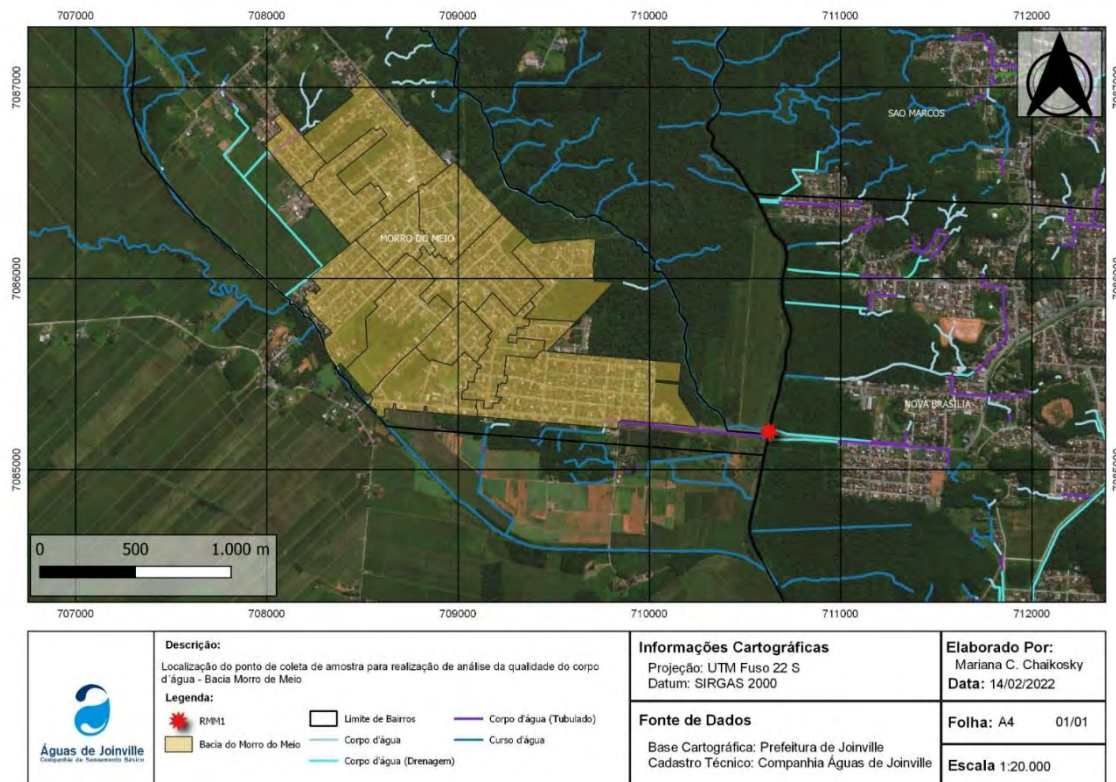 707000 708000 709000 710000 711000 712000
7087000 7087000
SAO MARCOS
MORRO DO MEIO
7086000 7086000
NOVA BRASÍLIA
7085000 7085000
0 500 1.000 m
707000 708000 709000 710000 711000 712000
Águas de Joinville
Companhia de Saneamento Básico
Descrição:
Localização do ponto de coleta de amostra para realização de análise da qualidade do corpo
d'água - Bacia Morro de Meio
Legenda:
RMM1
Bacia do Morro do Meio
Limite de Bairros
Corpo d'água
Corpo d'água (Drenagem)
Corpo d'água (Tubulado)
Curso d'água
Informações Cartográficas
Projeção: UTM Fuso 22 S
Datum: SIRGAS 2000
Fonte de Dados
Base Cartográfica: Prefeitura de Joinville
Cadastro Técnico: Companhia Águas de Joinville
Elaborado Por:
Mariana C. Chaikosky
Data: 14/02/2022
Folha: A4 01/01
Escala 1:20.000